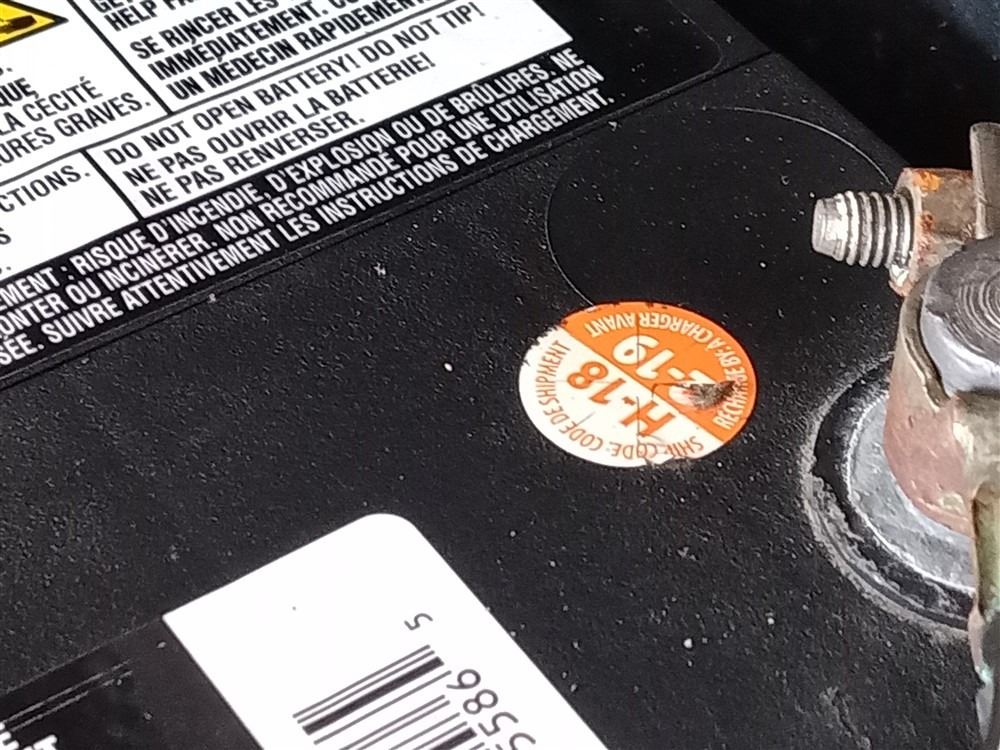 HELP
SE RINCER LES
IMMÉDIATEMENT.
UN MÉDECIN RAPIDEMENT
QUE
LA CÉCITÉ
URES GRAVES.
DO NOT OPEN BATTERY! DO NOT TIP!
NE PAS OUVRIR LA BATTERIE!
NE PAS RENVERSER.
CTIONS.
S
EMENT : RISQUE D'INCENDIE, D'EXPLOSION OU DE BRÛLURES. NE
ONTER OU INCINÉRER. NON RECOMMANDÉ POUR UNE UTILISATION
SÉE. SUIVRE ATTENTIVEMENT LES INSTRUCTIONS DE CHARGEMENT.
SHIP CODE: CODE DE SHIPMENT
H-18
-19
RECHARGE BY: À CHARGER AVANT
5586 5